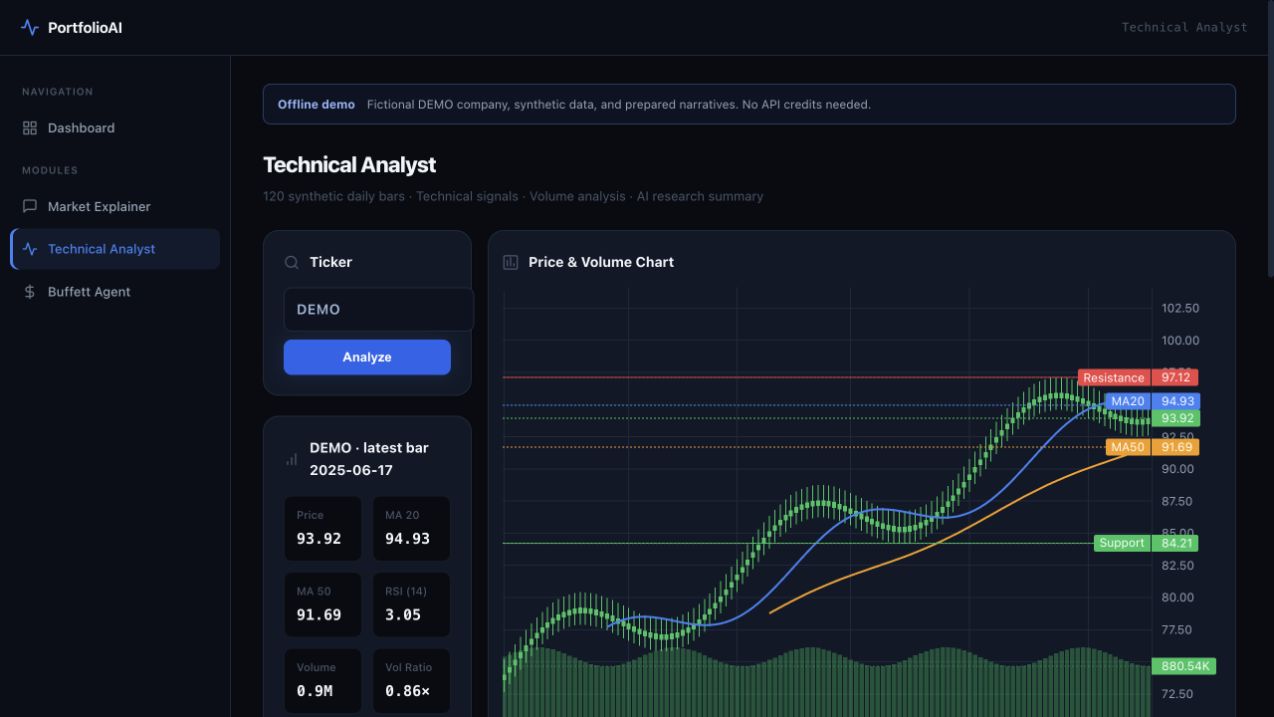 PortfolioAI
Technical Analyst
NAVIGATION
Dashboard
MODULES
Market Explainer
Technical Analyst
Buffett Agent
Offline demo Fictional DEMO company, synthetic data, and prepared narratives. No API credits needed.
Technical Analyst
120 synthetic daily bars · Technical signals · Volume analysis · AI research summary
Ticker
DEMO
Analyze
DEMO · latest bar
2025-06-17
Price
93.92
MA 20
94.93
MA 50
91.69
RSI (14)
3.05
Volume
0.9M
Vol Ratio
0.86×
Price & Volume Chart
102.50
100.00
Resistance 97.12
MA20 94.93
93.92
92.50
MA50 91.69
90.00
87.50
85.00
Support 84.21
82.50
80.00
77.50
880.54K
72.50